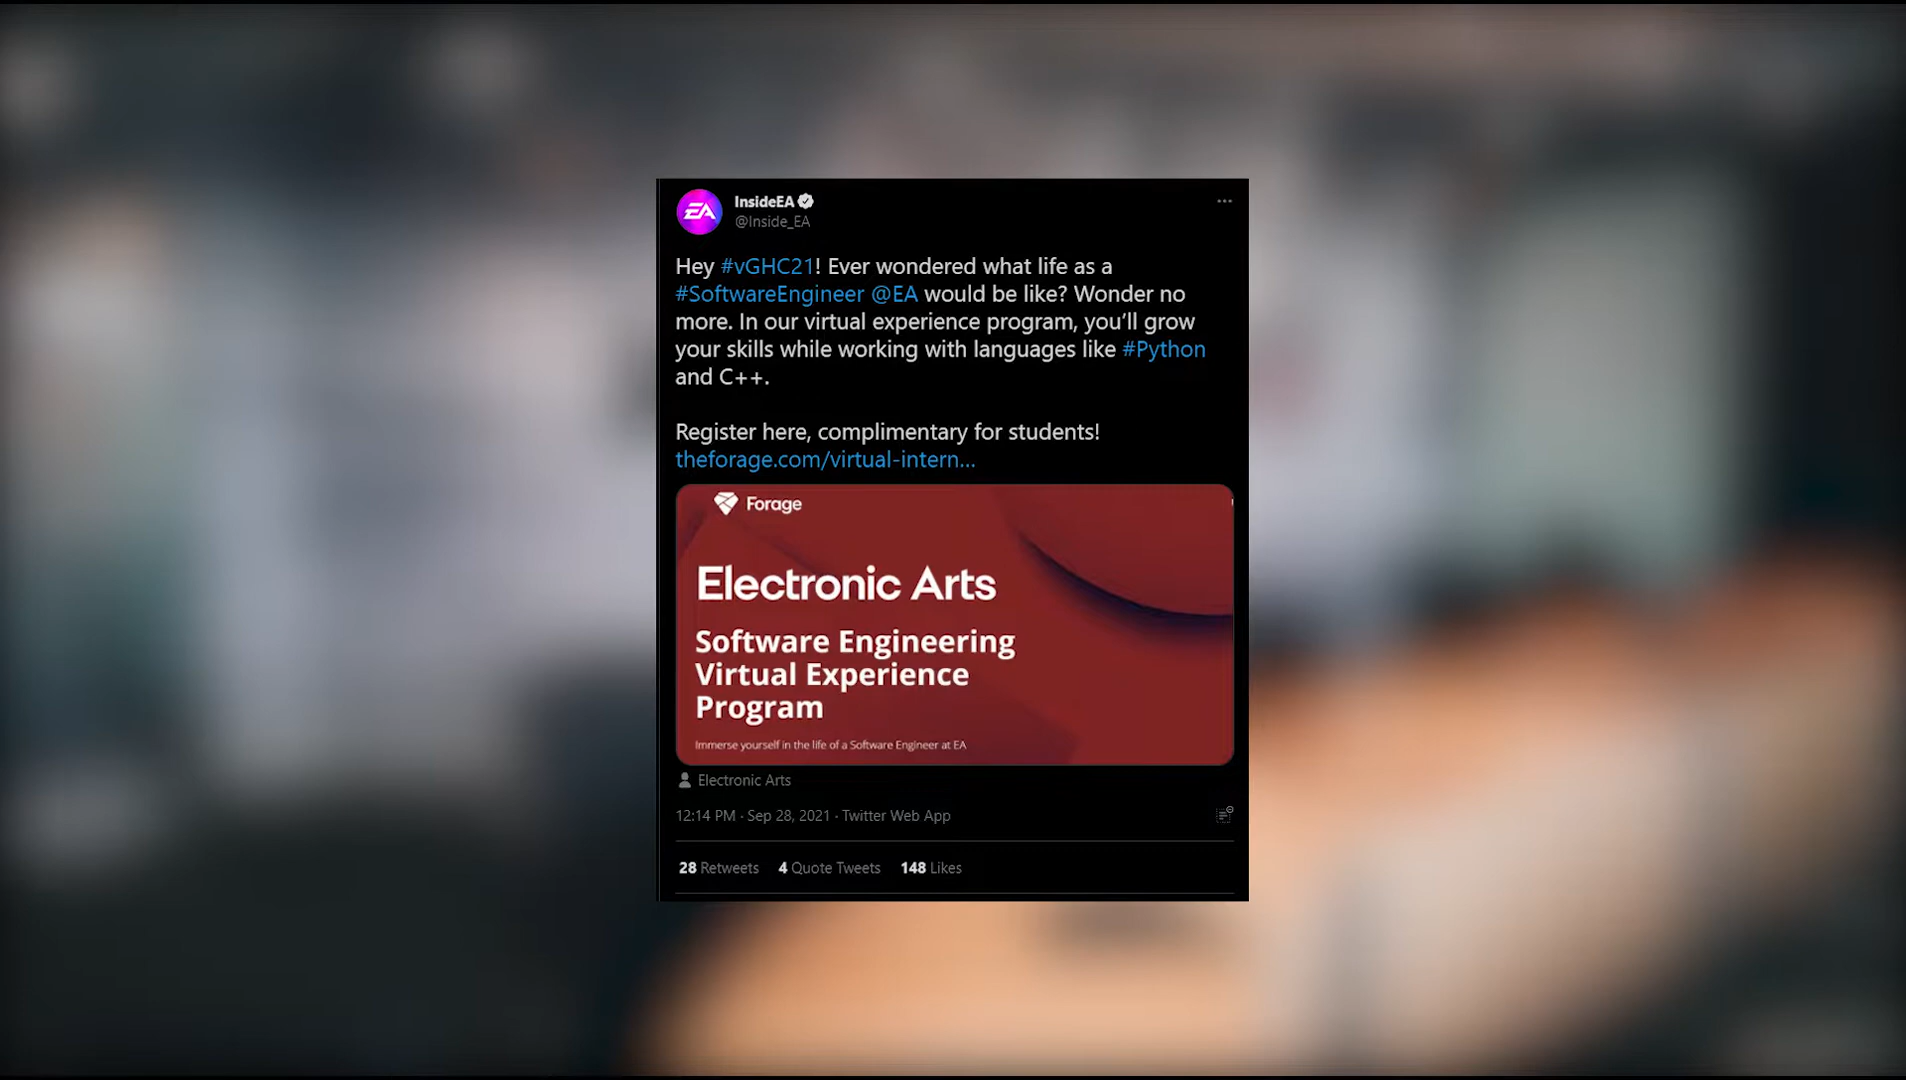 EA
InsideEA
@Inside_EA
Hey #vGHC21! Ever wondered what life as a
#SoftwareEngineer @EA would be like? Wonder no
more. In our virtual experience program, you’ll grow
your skills while working with languages like #Python
and C++.
Register here, complimentary for students!
theforage.com/virtual-intern...
Forage
Electronic Arts
Software Engineering
Virtual Experience
Program
Immerse yourself in the life of a Software Engineer at EA
Electronic Arts
12:14 PM · Sep 28, 2021 · Twitter Web App
28 Retweets 4 Quote Tweets 148 Likes